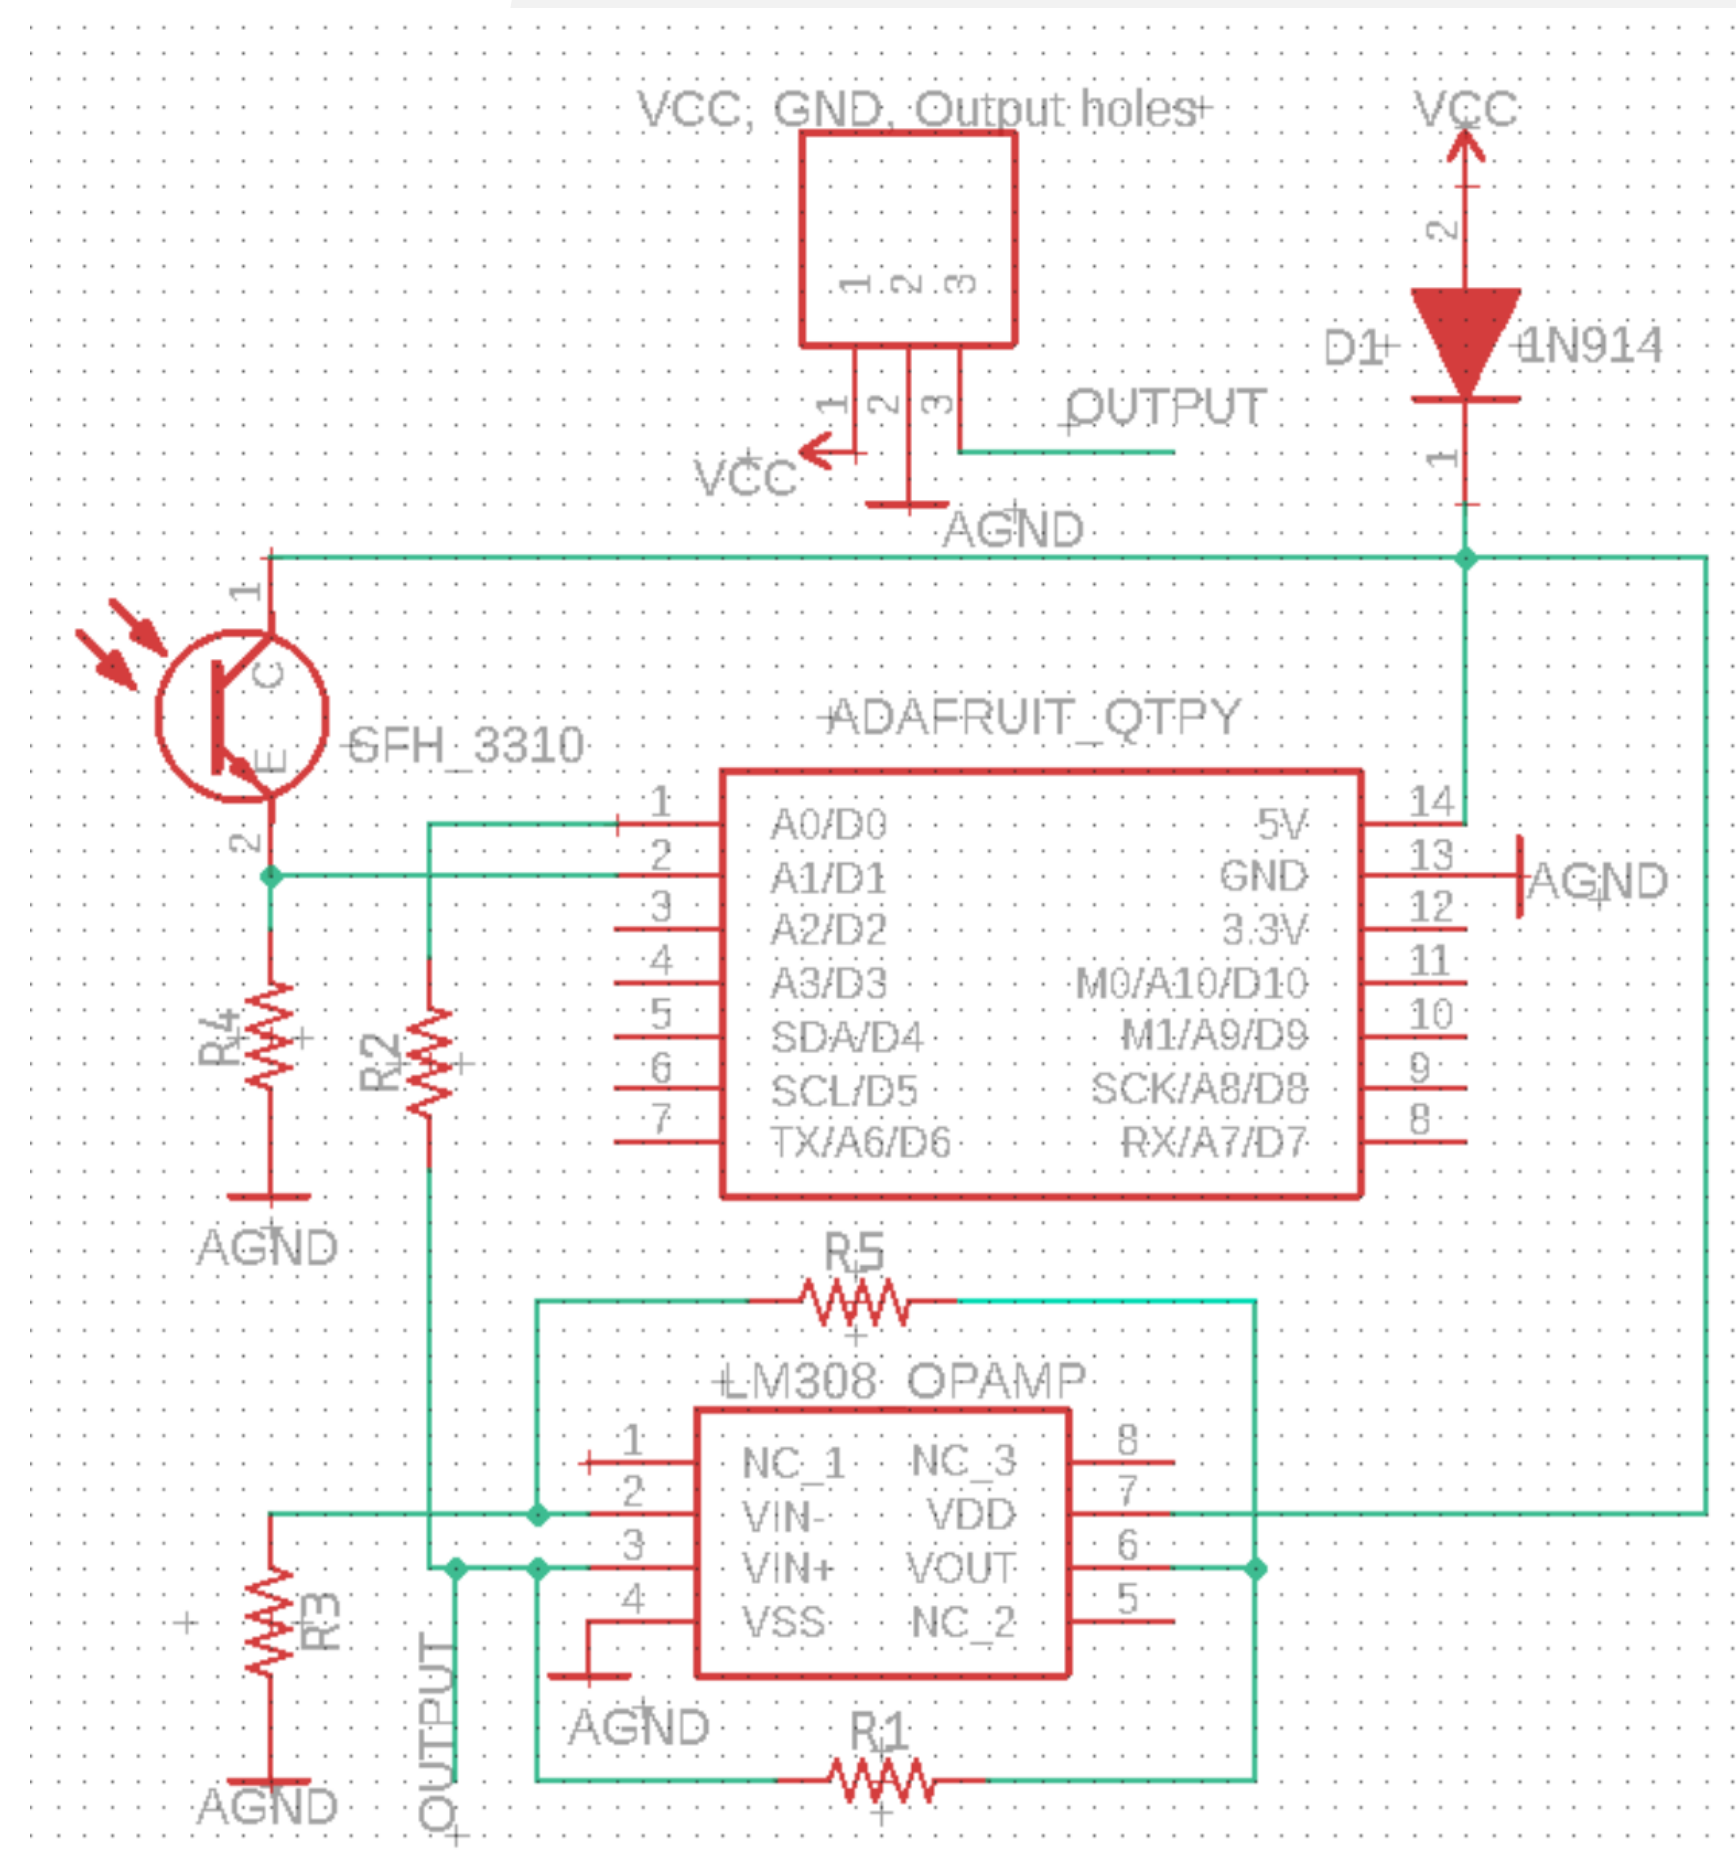 VCC, GND, Output holes
VCC
1 2 3
2
D1
1N914
1 2 3
OUTPUT
1
VCC
AGND
1
C
ADAFRUIT_QTPY
SFH_3310
E
2
1 A0/D0 5V 14
2 A1/D1 GND 13
AGND
3 A2/D2 3.3V 12
4 A3/D3 M0/A10/D10 11
5 SDA/D4 M1/A9/D9 10
6 SCL/D5 SCK/A8/D8 9
7 TX/A6/D6 RX/A7/D7 8
R4
R2
AGND
R5
LM308_OPAMP
1 NC_1 NC_3 8
2 VIN- VDD 7
3 VIN+ VOUT 6
4 VSS NC_2 5
R3
OUTPUT
AGND
R1
AGND